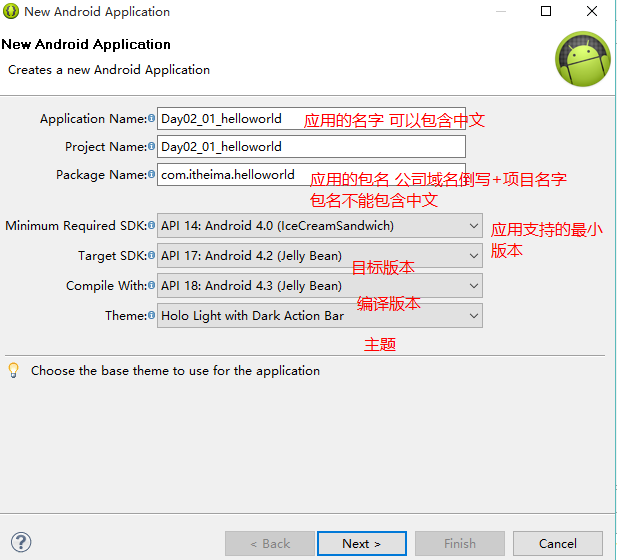 New Android Application
New Android Application
Creates a new Android Application
Application Name: Day02_01_helloworld 应用的名字 可以包含中文
Project Name: Day02_01_helloworld
Package Name: com.itheima.helloworld 应用的包名 公司域名倒写+项目名字
包名不能包含中文
Minimum Required SDK: API 14: Android 4.0 (IceCreamSandwich) 应用支持的最小
版本
Target SDK: API 17: Android 4.2 (Jelly Bean)
目标版本
Compile With: API 18: Android 4.3 (Jelly Bean)
编译版本
Theme: Holo Light with Dark Action Bar
主题
Choose the base theme to use for the application
? < Back Next > Finish Cancel